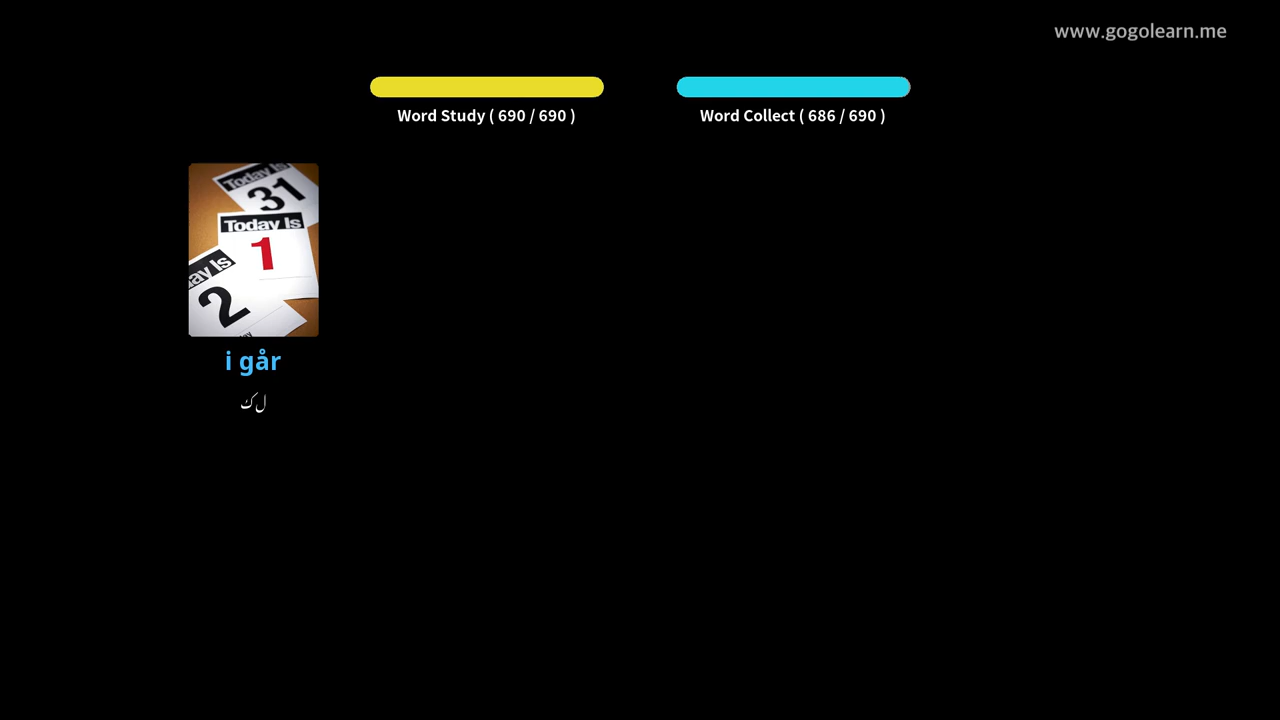 www.gogolearn.me
Word Study ( 690 / 690 )
Word Collect ( 686 / 690 )
Today Is
31
Today Is
1
ay Is
2
i går
لک